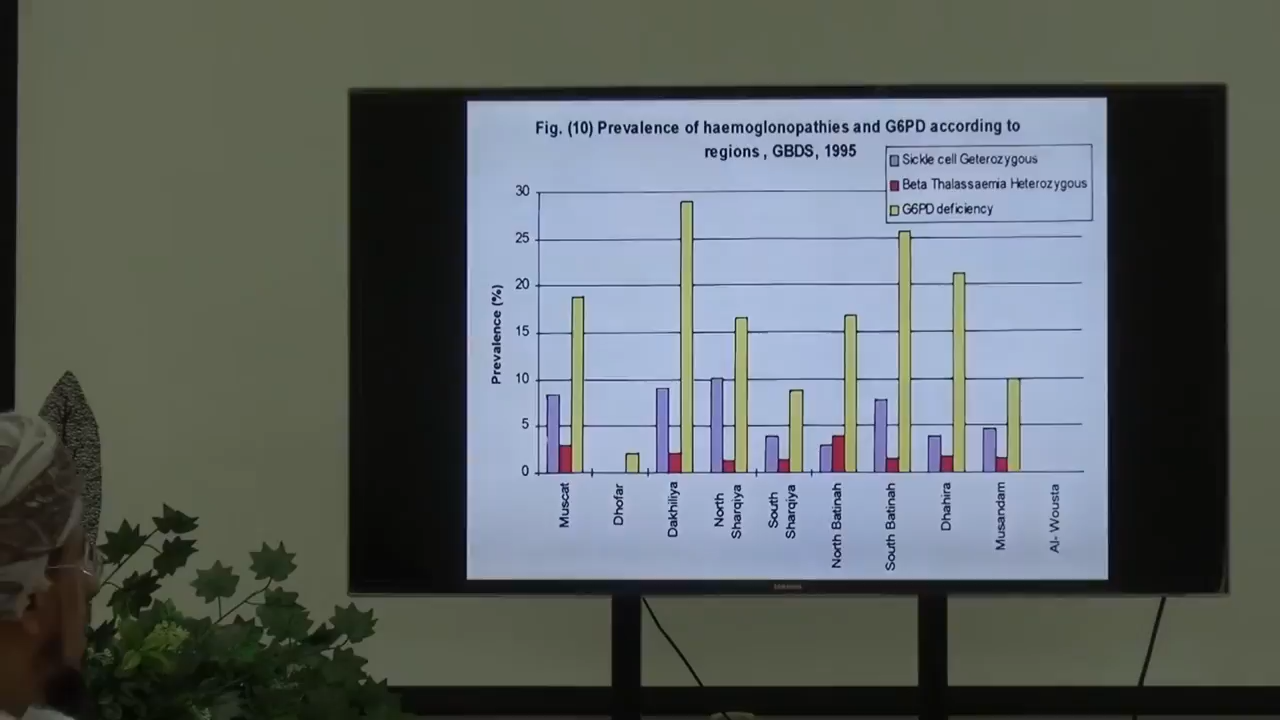 Fig. (10) Prevalence of haemoglonopathies and G6PD according to
regions , GBDS, 1995
Sickle cell Geterozygous
Beta Thalassaemia Heterozygous
G6PD deficiency
Prevalence (%)
30
25
20
15
10
5
0
Muscat
Dhofar
Dakhiliya
North
Sharqiya
South
Sharqiya
North Batinah
South Batinah
Dhahira
Musandam
Al- Wousta
SAMSUNG